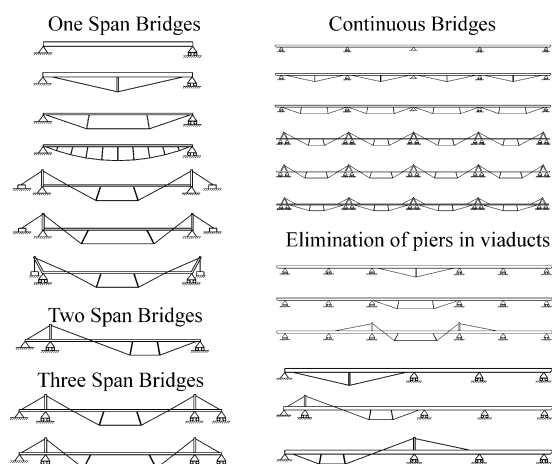 One Span Bridges
Two Span Bridges
Three Span Bridges
Continuous Bridges
Elimination of piers in viaducts